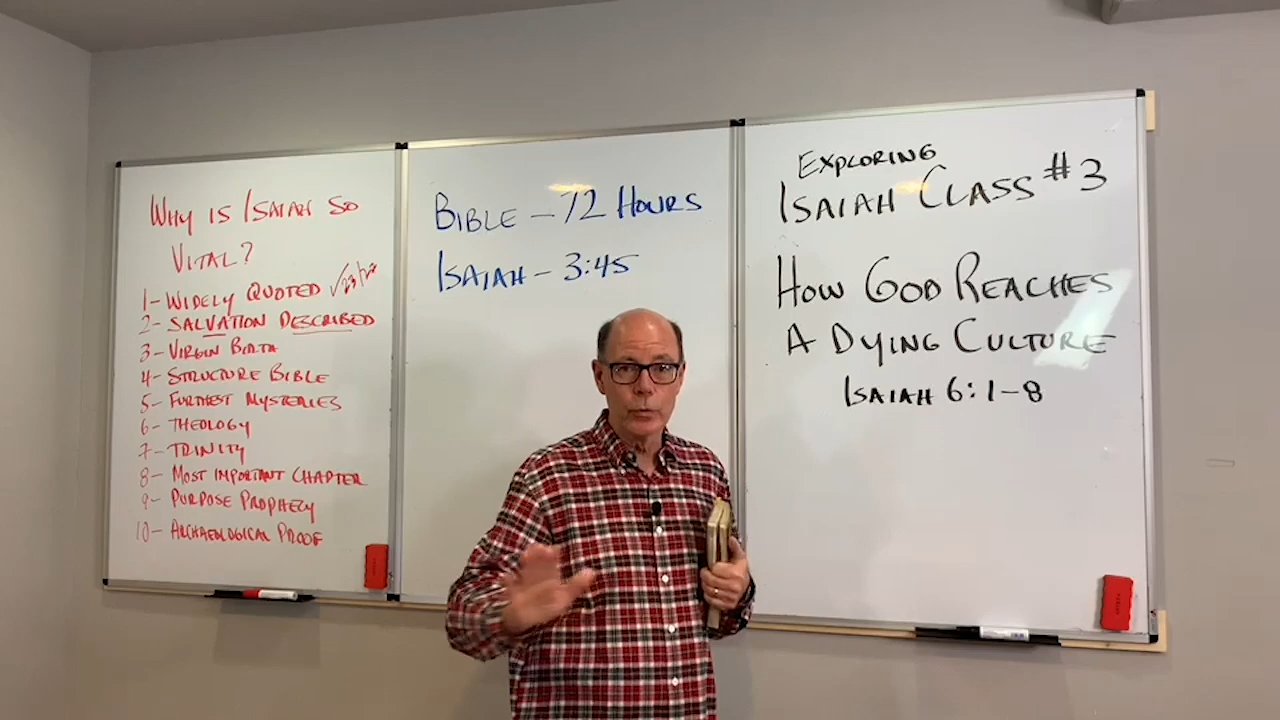 Why is Isaiah so
Vital?
1- Widely Quoted
2- Salvation Described
3- Virgin Birth
4- Structure Bible
5- Furthest Mysteries
6- Theology
7- Trinity
8- Most Important Chapter
9- Purpose Prophecy
10- Archaelogical Proof
Bible - 72 Hours
Isaiah - 3:45
Exploring
Isaiah Class #3
How God Reaches
A Dying Culture
Isaiah 6:1-8